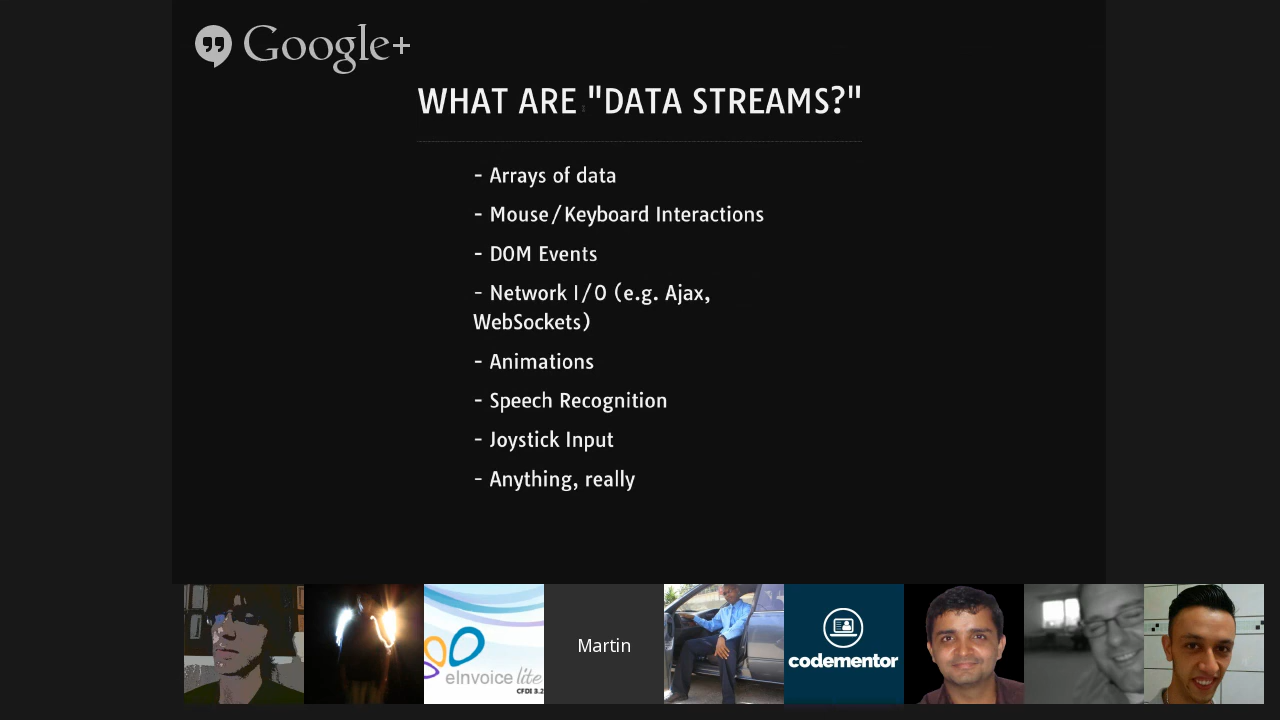 Google+
WHAT ARE "DATA STREAMS?"
- Arrays of data
- Mouse/Keyboard Interactions
- DOM Events
- Network I/O (e.g. Ajax,
WebSockets)
- Animations
- Speech Recognition
- Joystick Input
- Anything, really
eInvoice lite
CFDI 3.2
Martin
codementor